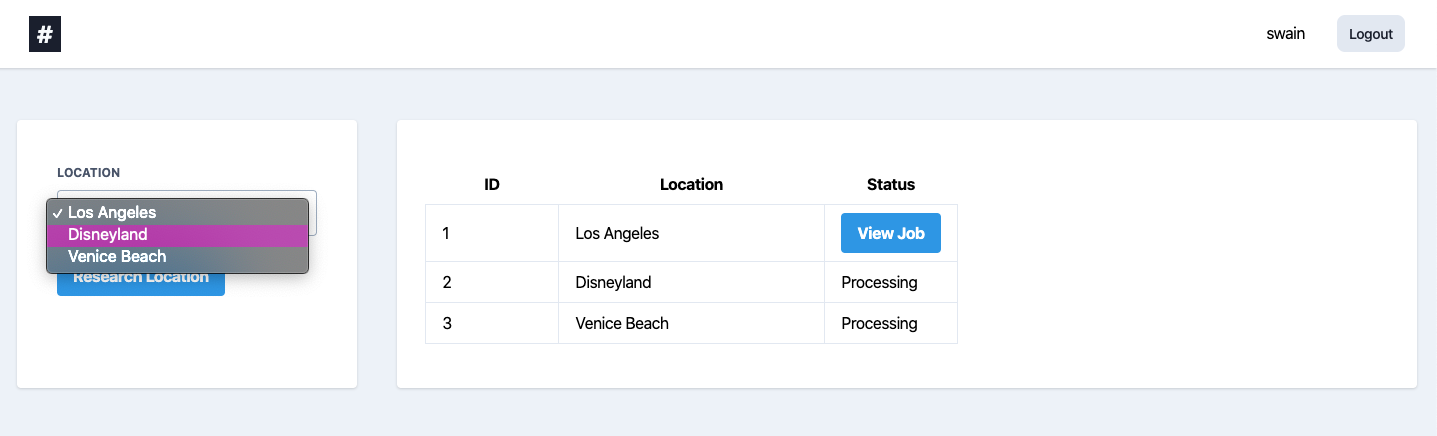 #
swain
Logout
LOCATION
✓ Los Angeles
Disneyland
Venice Beach
Research Location
ID Location Status
1 Los Angeles View Job
2 Disneyland Processing
3 Venice Beach Processing